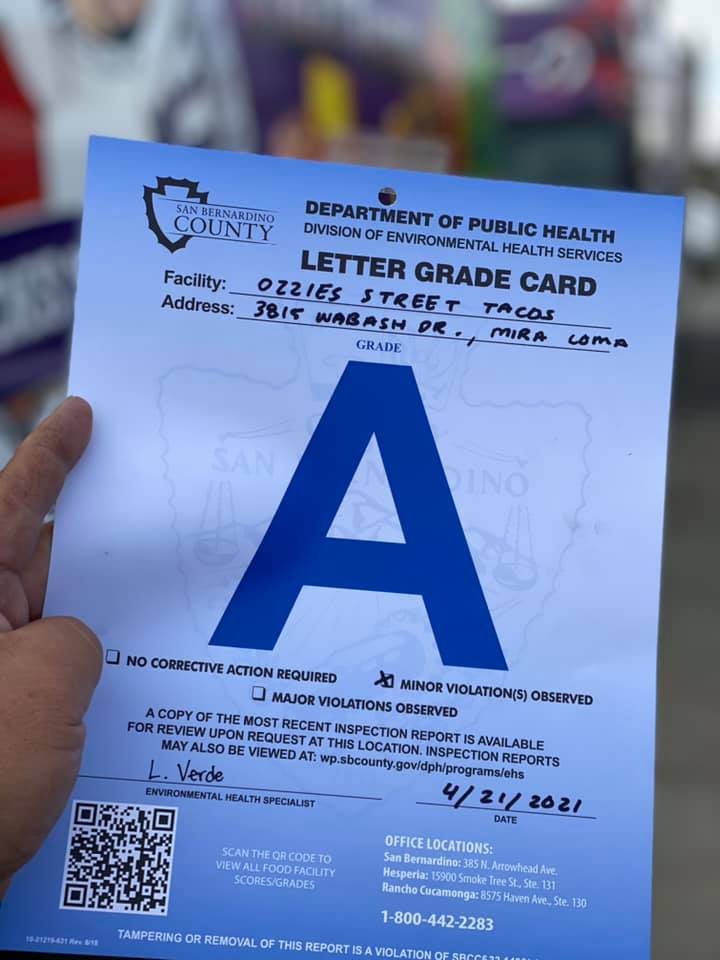 SAN BERNARDINO
COUNTY
DEPARTMENT OF PUBLIC HEALTH
DIVISION OF ENVIRONMENTAL HEALTH SERVICES
LETTER GRADE CARD
Facility: OZZIES STREET TACOS
Address: 3815 WABASH DR., MIRA LOMA
GRADE
SAN BERNARDINO
A
NO CORRECTIVE ACTION REQUIRED
MINOR VIOLATION(S) OBSERVED
MAJOR VIOLATIONS OBSERVED
A COPY OF THE MOST RECENT INSPECTION REPORT IS AVAILABLE
FOR REVIEW UPON REQUEST AT THIS LOCATION. INSPECTION REPORTS
MAY ALSO BE VIEWED AT: wp.sbcounty.gov/dph/programs/ehs
L. Verde
4/21/2021
ENVIRONMENTAL HEALTH SPECIALIST
DATE
SCAN THE QR CODE TO
VIEW ALL FOOD FACILITY
SCORES/GRADES
OFFICE LOCATIONS:
San Bernardino: 385 N. Arrowhead Ave.
Hesperia: 15900 Smoke Tree St., Ste. 131
Rancho Cucamonga: 8575 Haven Ave., Ste. 130
1-800-442-2283
TAMPERING OR REMOVAL OF THIS REPORT IS A VIOLATION OF